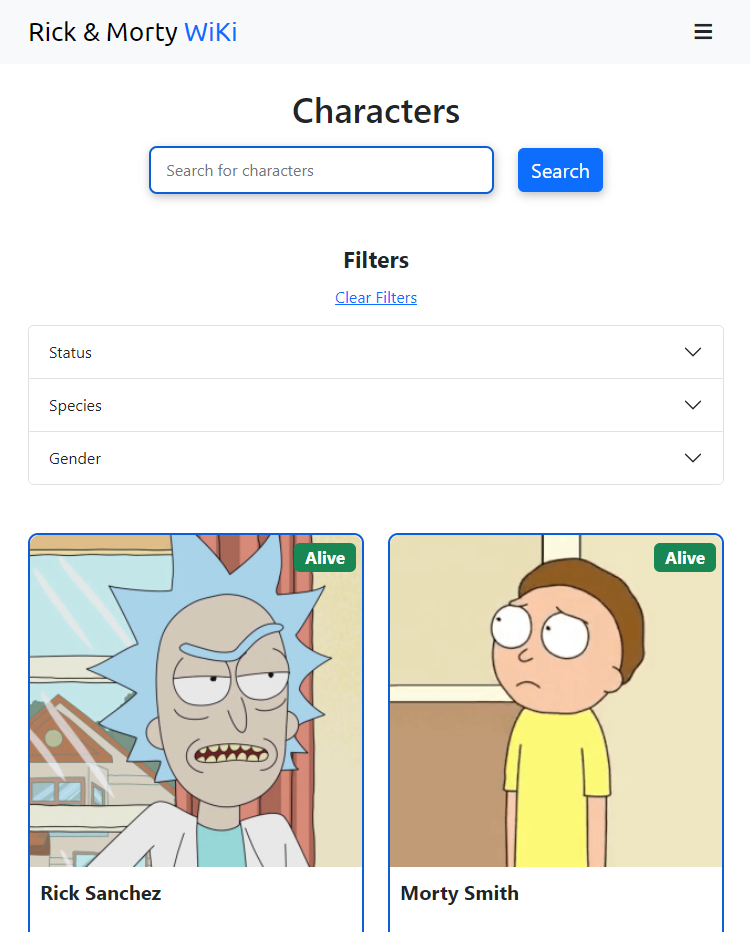 Rick & Morty WiKi
Characters
Search for characters
Search
Filters
Clear Filters
Status
Species
Gender
Alive
Alive
Rick Sanchez
Morty Smith